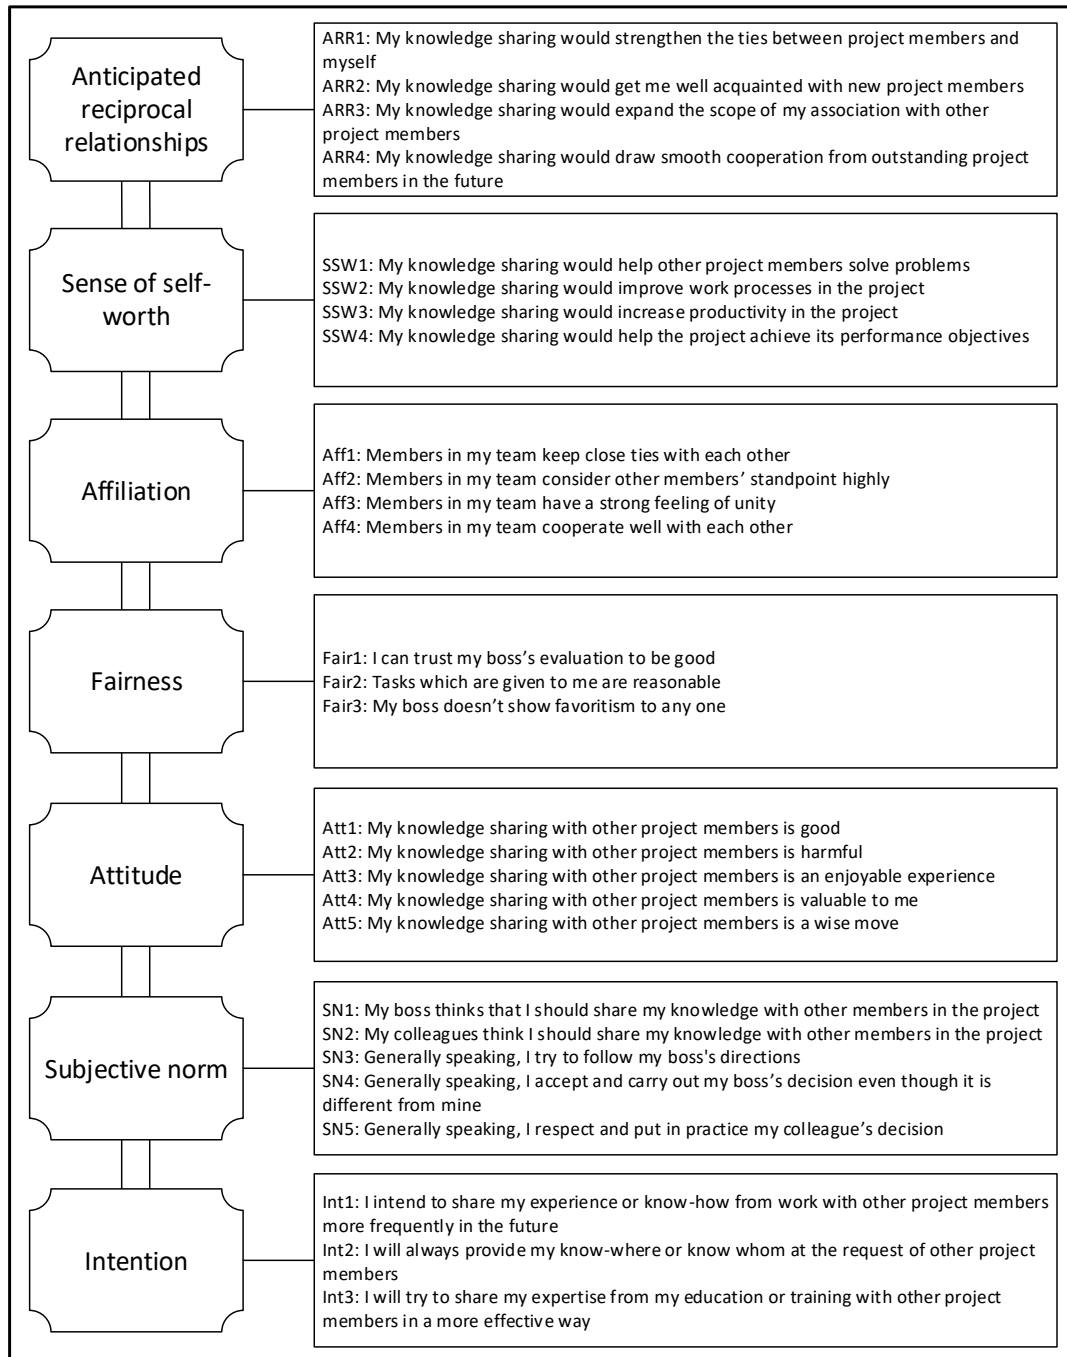 Anticipated
reciprocal
relationships
ARR1: My knowledge sharing would strengthen the ties between project members and
myself
ARR2: My knowledge sharing would get me well acquainted with new project members
ARR3: My knowledge sharing would expand the scope of my association with other
project members
ARR4: My knowledge sharing would draw smooth cooperation from outstanding project
members in the future
Sense of self-
worth
SSW1: My knowledge sharing would help other project members solve problems
SSW2: My knowledge sharing would improve work processes in the project
SSW3: My knowledge sharing would increase productivity in the project
SSW4: My knowledge sharing would help the project achieve its performance objectives
Affiliation
Aff1: Members in my team keep close ties with each other
Aff2: Members in my team consider other members’ standpoint highly
Aff3: Members in my team have a strong feeling of unity
Aff4: Members in my team cooperate well with each other
Fairness
Fair1: I can trust my boss’s evaluation to be good
Fair2: Tasks which are given to me are reasonable
Fair3: My boss doesn’t show favoritism to any one
Attitude
Att1: My knowledge sharing with other project members is good
Att2: My knowledge sharing with other project members is harmful
Att3: My knowledge sharing with other project members is an enjoyable experience
Att4: My knowledge sharing with other project members is valuable to me
Att5: My knowledge sharing with other project members is a wise move
Subjective norm
SN1: My boss thinks that I should share my knowledge with other members in the project
SN2: My colleagues think I should share my knowledge with other members in the project
SN3: Generally speaking, I try to follow my boss's directions
SN4: Generally speaking, I accept and carry out my boss’s decision even though it is
different from mine
SN5: Generally speaking, I respect and put in practice my colleague’s decision
Intention
Int1: I intend to share my experience or know-how from work with other project members
more frequently in the future
Int2: I will always provide my know-where or know whom at the request of other project
members
Int3: I will try to share my expertise from my education or training with other project
members in a more effective way